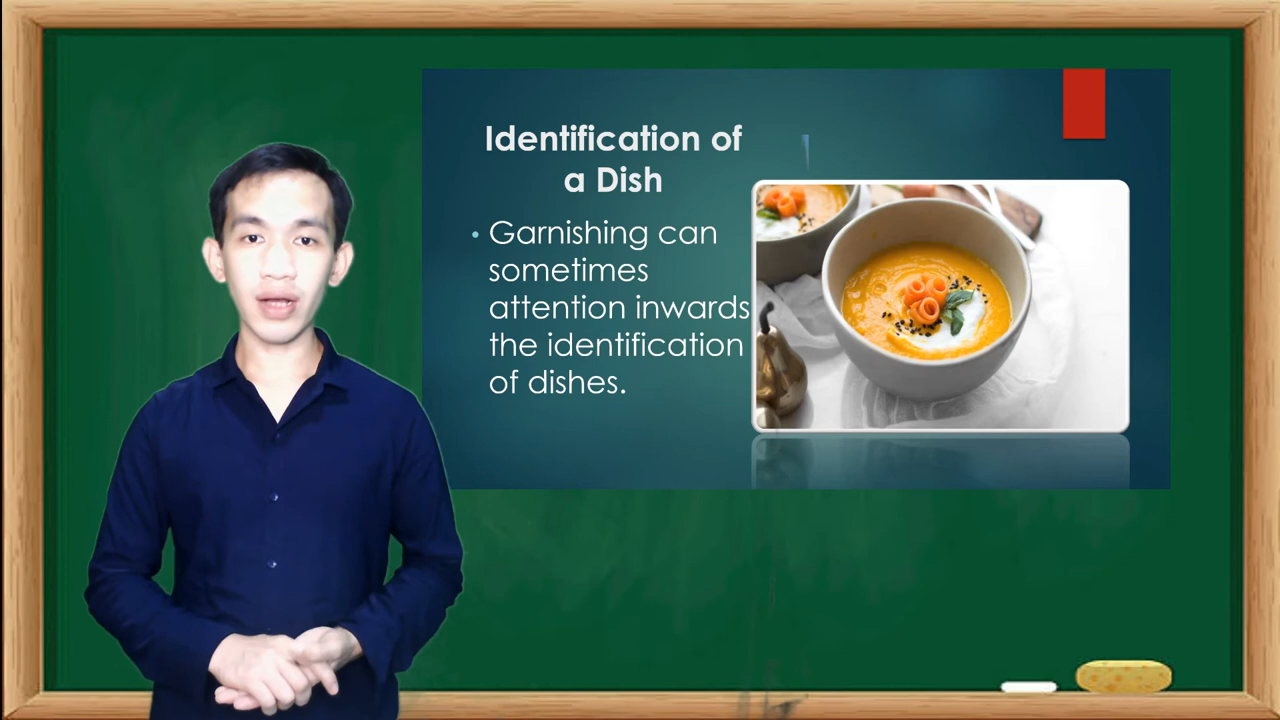 Identification of
a Dish
• Garnishing can
sometimes
attention inwards
the identification
of dishes.